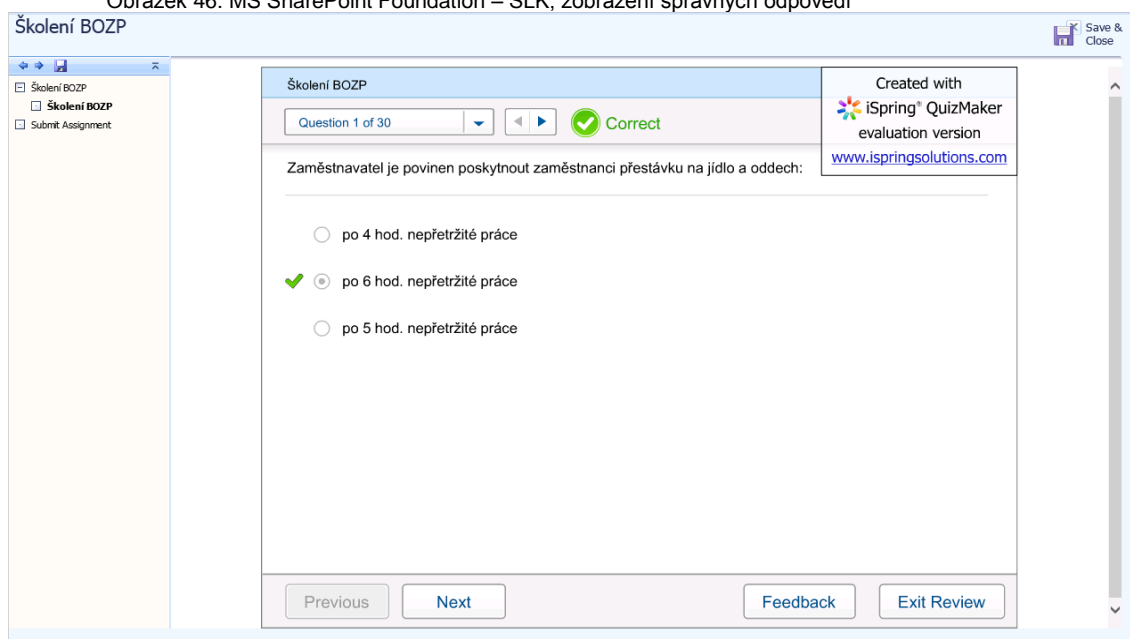 Obrázek 46: MS SharePoint Foundation – SLK, zobrazení správných odpovědí
Školení BOZP
Save &
Close
Školení BOZP
Školení BOZP
Submit Assignment
Školení BOZP
Created with
iSpring® QuizMaker
evaluation version
www.ispringsolutions.com
Question 1 of 30
Correct
Zaměstnavatel je povinen poskytnout zaměstnanci přestávku na jídlo a oddech:
po 4 hod. nepřetržité práce
po 6 hod. nepřetržité práce
po 5 hod. nepřetržité práce
Previous
Next
Feedback
Exit Review